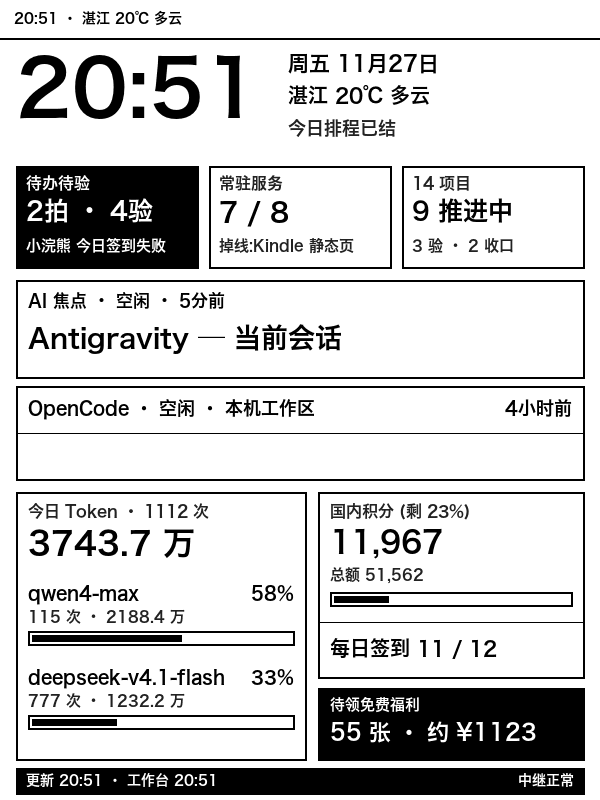 20:51 · 湛江 20℃ 多云
20:51
周五 11月27日
湛江 20℃ 多云
今日排程已结
待办待验
2拍 · 4验
小浣熊 今日签到失败
常驻服务
7 / 8
掉线:Kindle 静态页
14 项目
9 推进中
3 验 · 2 收口
AI 焦点 · 空闲 · 5分前
Antigravity — 当前会话
OpenCode · 空闲 · 本机工作区 4小时前
今日 Token · 1112 次
3743.7 万
qwen4-max 58%
115 次 · 2188.4 万
deepseek-v4.1-flash 33%
777 次 · 1232.2 万
国内积分 (剩 23%)
11,967
总额 51,562
每日签到 11 / 12
待领免费福利
55 张 · 约 ¥1123
更新 20:51 · 工作台 20:51 中继正常